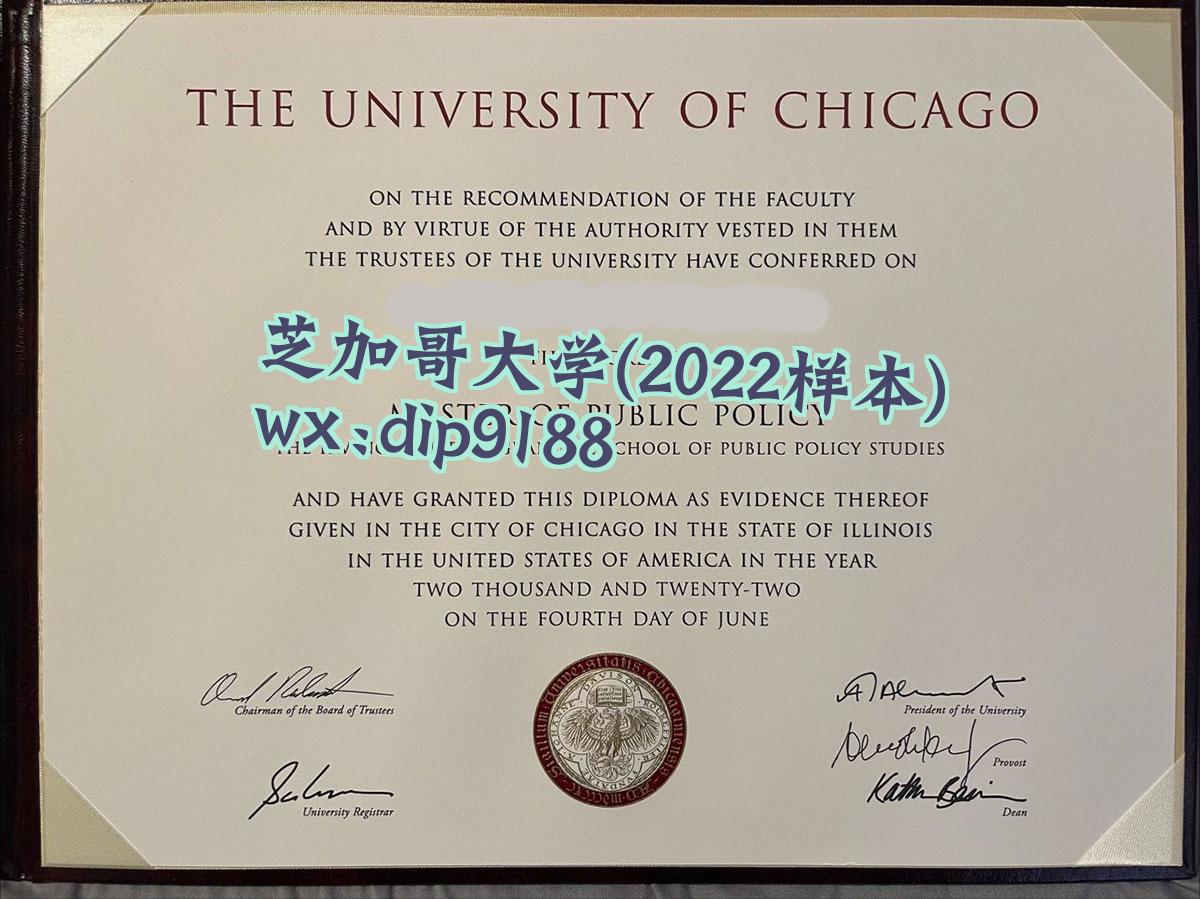 THE UNIVERSITY OF CHICAGO
ON THE RECOMMENDATION OF THE FACULTY
AND BY VIRTUE OF THE AUTHORITY VESTED IN THEM
THE TRUSTEES OF THE UNIVERSITY HAVE CONFERRED ON
芝加哥大学(2022样本)
MASTER OF PUBLIC POLICY
wx:dip9188
SCHOOL OF PUBLIC POLICY STUDIES
AND HAVE GRANTED THIS DIPLOMA AS EVIDENCE THEREOF
GIVEN IN THE CITY OF CHICAGO IN THE STATE OF ILLINOIS
IN THE UNITED STATES OF AMERICA IN THE YEAR
TWO THOUSAND AND TWENTY-TWO
ON THE FOURTH DAY OF JUNE
Chairman of the Board of Trustees
President of the University
Provost
University Registrar
Dean